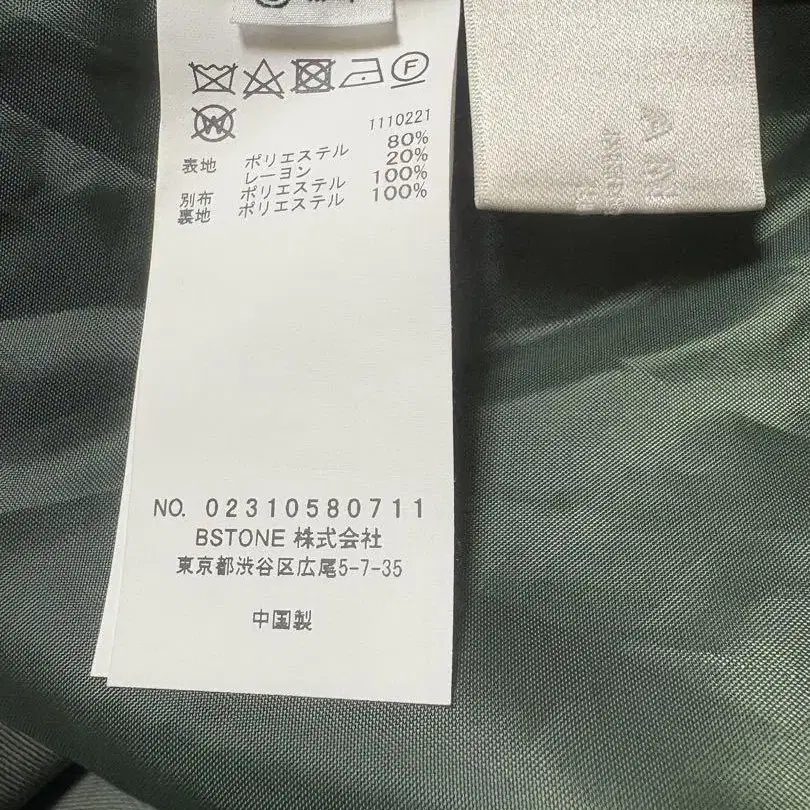 1110221
表地 ポリエステル 80%
レーヨン 20%
別布 ポリエステル 100%
裏地 ポリエステル 100%
NO. 02310580711
BSTONE 株式会社
東京都渋谷区広尾5-7-35
中国製